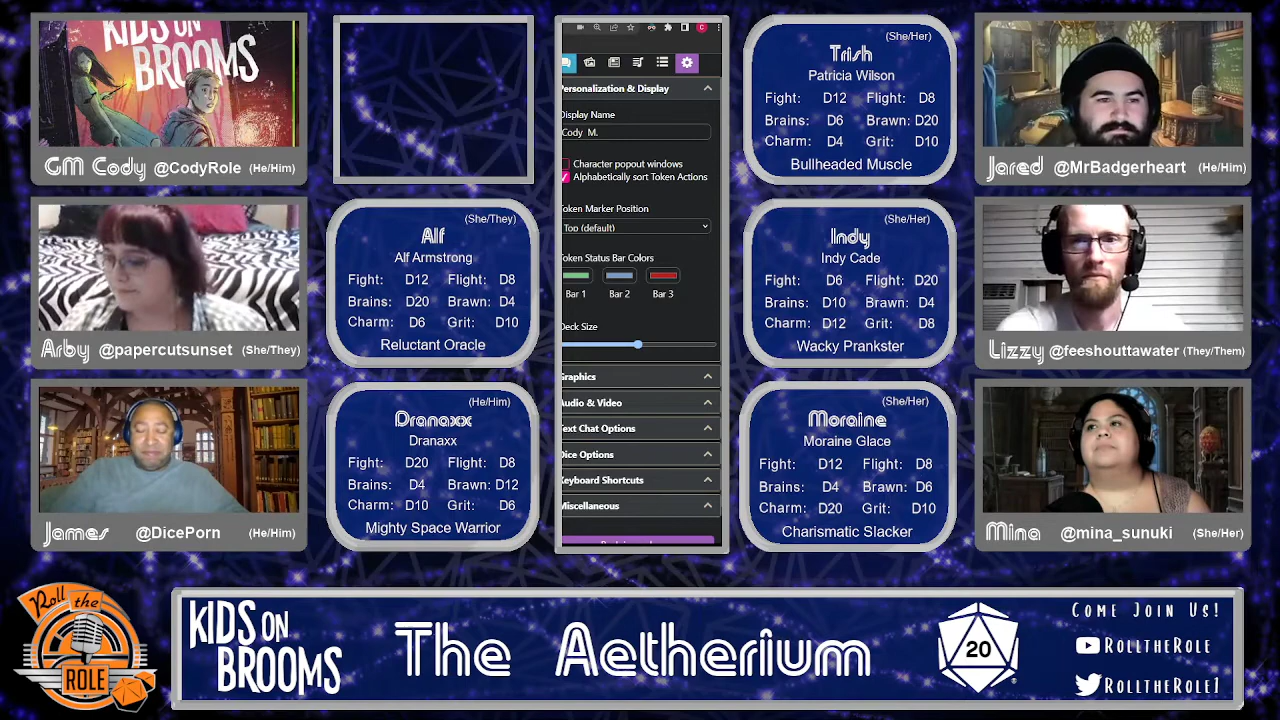 KIDS ON
BROOMS
GM Cody @CodyRole (He/Him)
Arby @papercutsunset (She/They)
James @DicePorn (He/Him)
(She/They)
Alf
Alf Armstrong
Fight: D12 Flight: D8
Brains: D20 Brawn: D4
Charm: D6 Grit: D10
Reluctant Oracle
(He/Him)
Dranaxx
Dranaxx
Fight: D20 Flight: D8
Brains: D4 Brawn: D12
Charm: D10 Grit: D6
Mighty Space Warrior
Personalization & Display
Display Name
Cody M.
Character popout windows
Alphabetically sort Token Actions
Token Marker Position
Top (default)
Token Status Bar Colors
Bar 1 Bar 2 Bar 3
Deck Size
Graphics
Audio & Video
Text Chat Options
Dice Options
Keyboard Shortcuts
Miscellaneous
(She/Her)
Trish
Patricia Wilson
Fight: D12 Flight: D8
Brains: D6 Brawn: D20
Charm: D4 Grit: D10
Bullheaded Muscle
(She/Her)
Indy
Indy Cade
Fight: D6 Flight: D20
Brains: D10 Brawn: D4
Charm: D12 Grit: D8
Wacky Prankster
(She/Her)
Moraine
Moraine Glace
Fight: D12 Flight: D8
Brains: D4 Brawn: D6
Charm: D20 Grit: D10
Charismatic Slacker
Jared @MrBadgerheart (He/Him)
Lizzy @feeshouttawater (They/Them)
Mina @mina_sunuki (She/Her)
Roll the
ROLE
KIDS ON
BROOMS
The Aetherium
20
Come Join Us!
RolltheRole
RolltheRole1